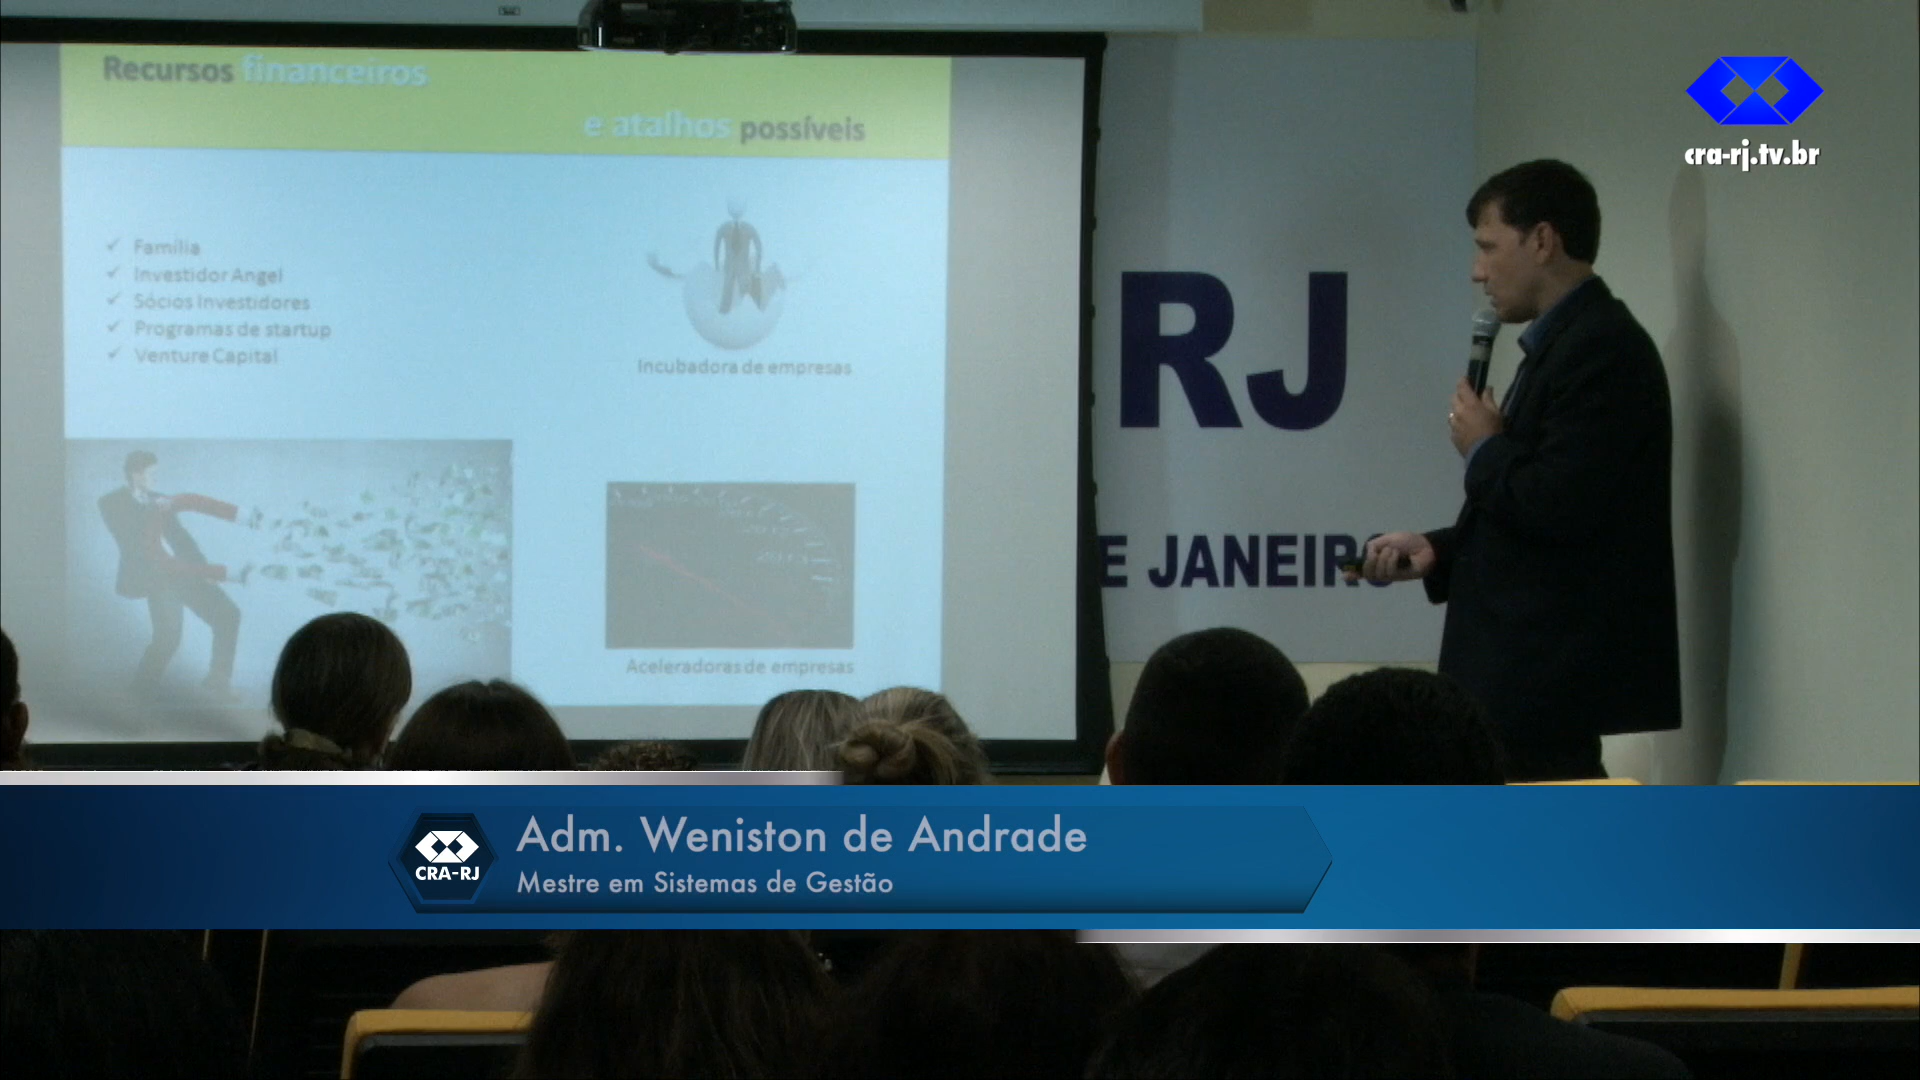 Recursos financeiros
e atalhos possíveis
✓ Família
✓ Investidor Angel
✓ Sócios Investidores
✓ Programas de startup
✓ Venture Capital
Incubadora de empresas
Aceleradoras de empresas
RJ
E JANEIRO
cra-rj.tv.br
CRA-RJ
Adm. Weniston de Andrade
Mestre em Sistemas de Gestão